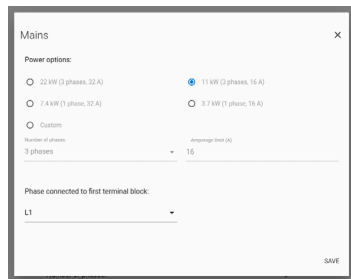 Mains
×
Power options:
22 kW (3 phases, 32 A)
11 kW (3 phases, 16 A)
7.4 kW (1 phase, 32 A)
3.7 kW (1 phase, 16 A)
Custom
Number of phases
Amperage limit (A)
3 phases
16
Phase connected to first terminal block:
L1
SAVE